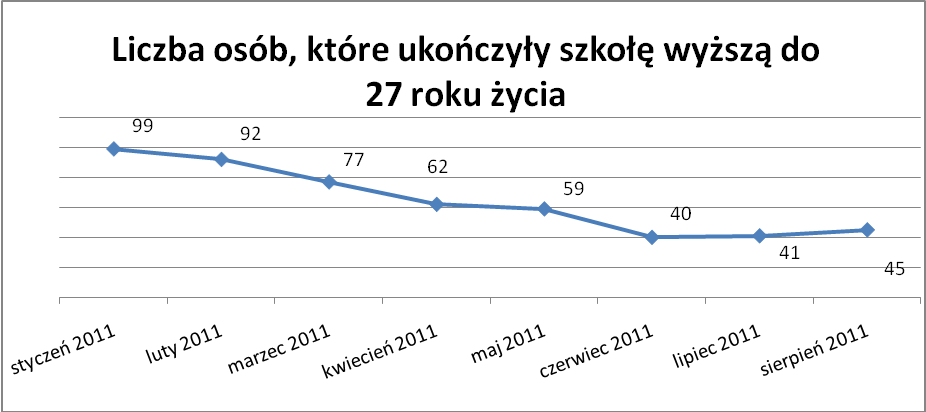 Liczba osób, które ukończyły szkołę wyższą do
27 roku życia
99
92
77
62
59
40
41
45
styczeń 2011
luty 2011
marzec 2011
kwiecień 2011
maj 2011
czerwiec 2011
lipiec 2011
sierpień 2011